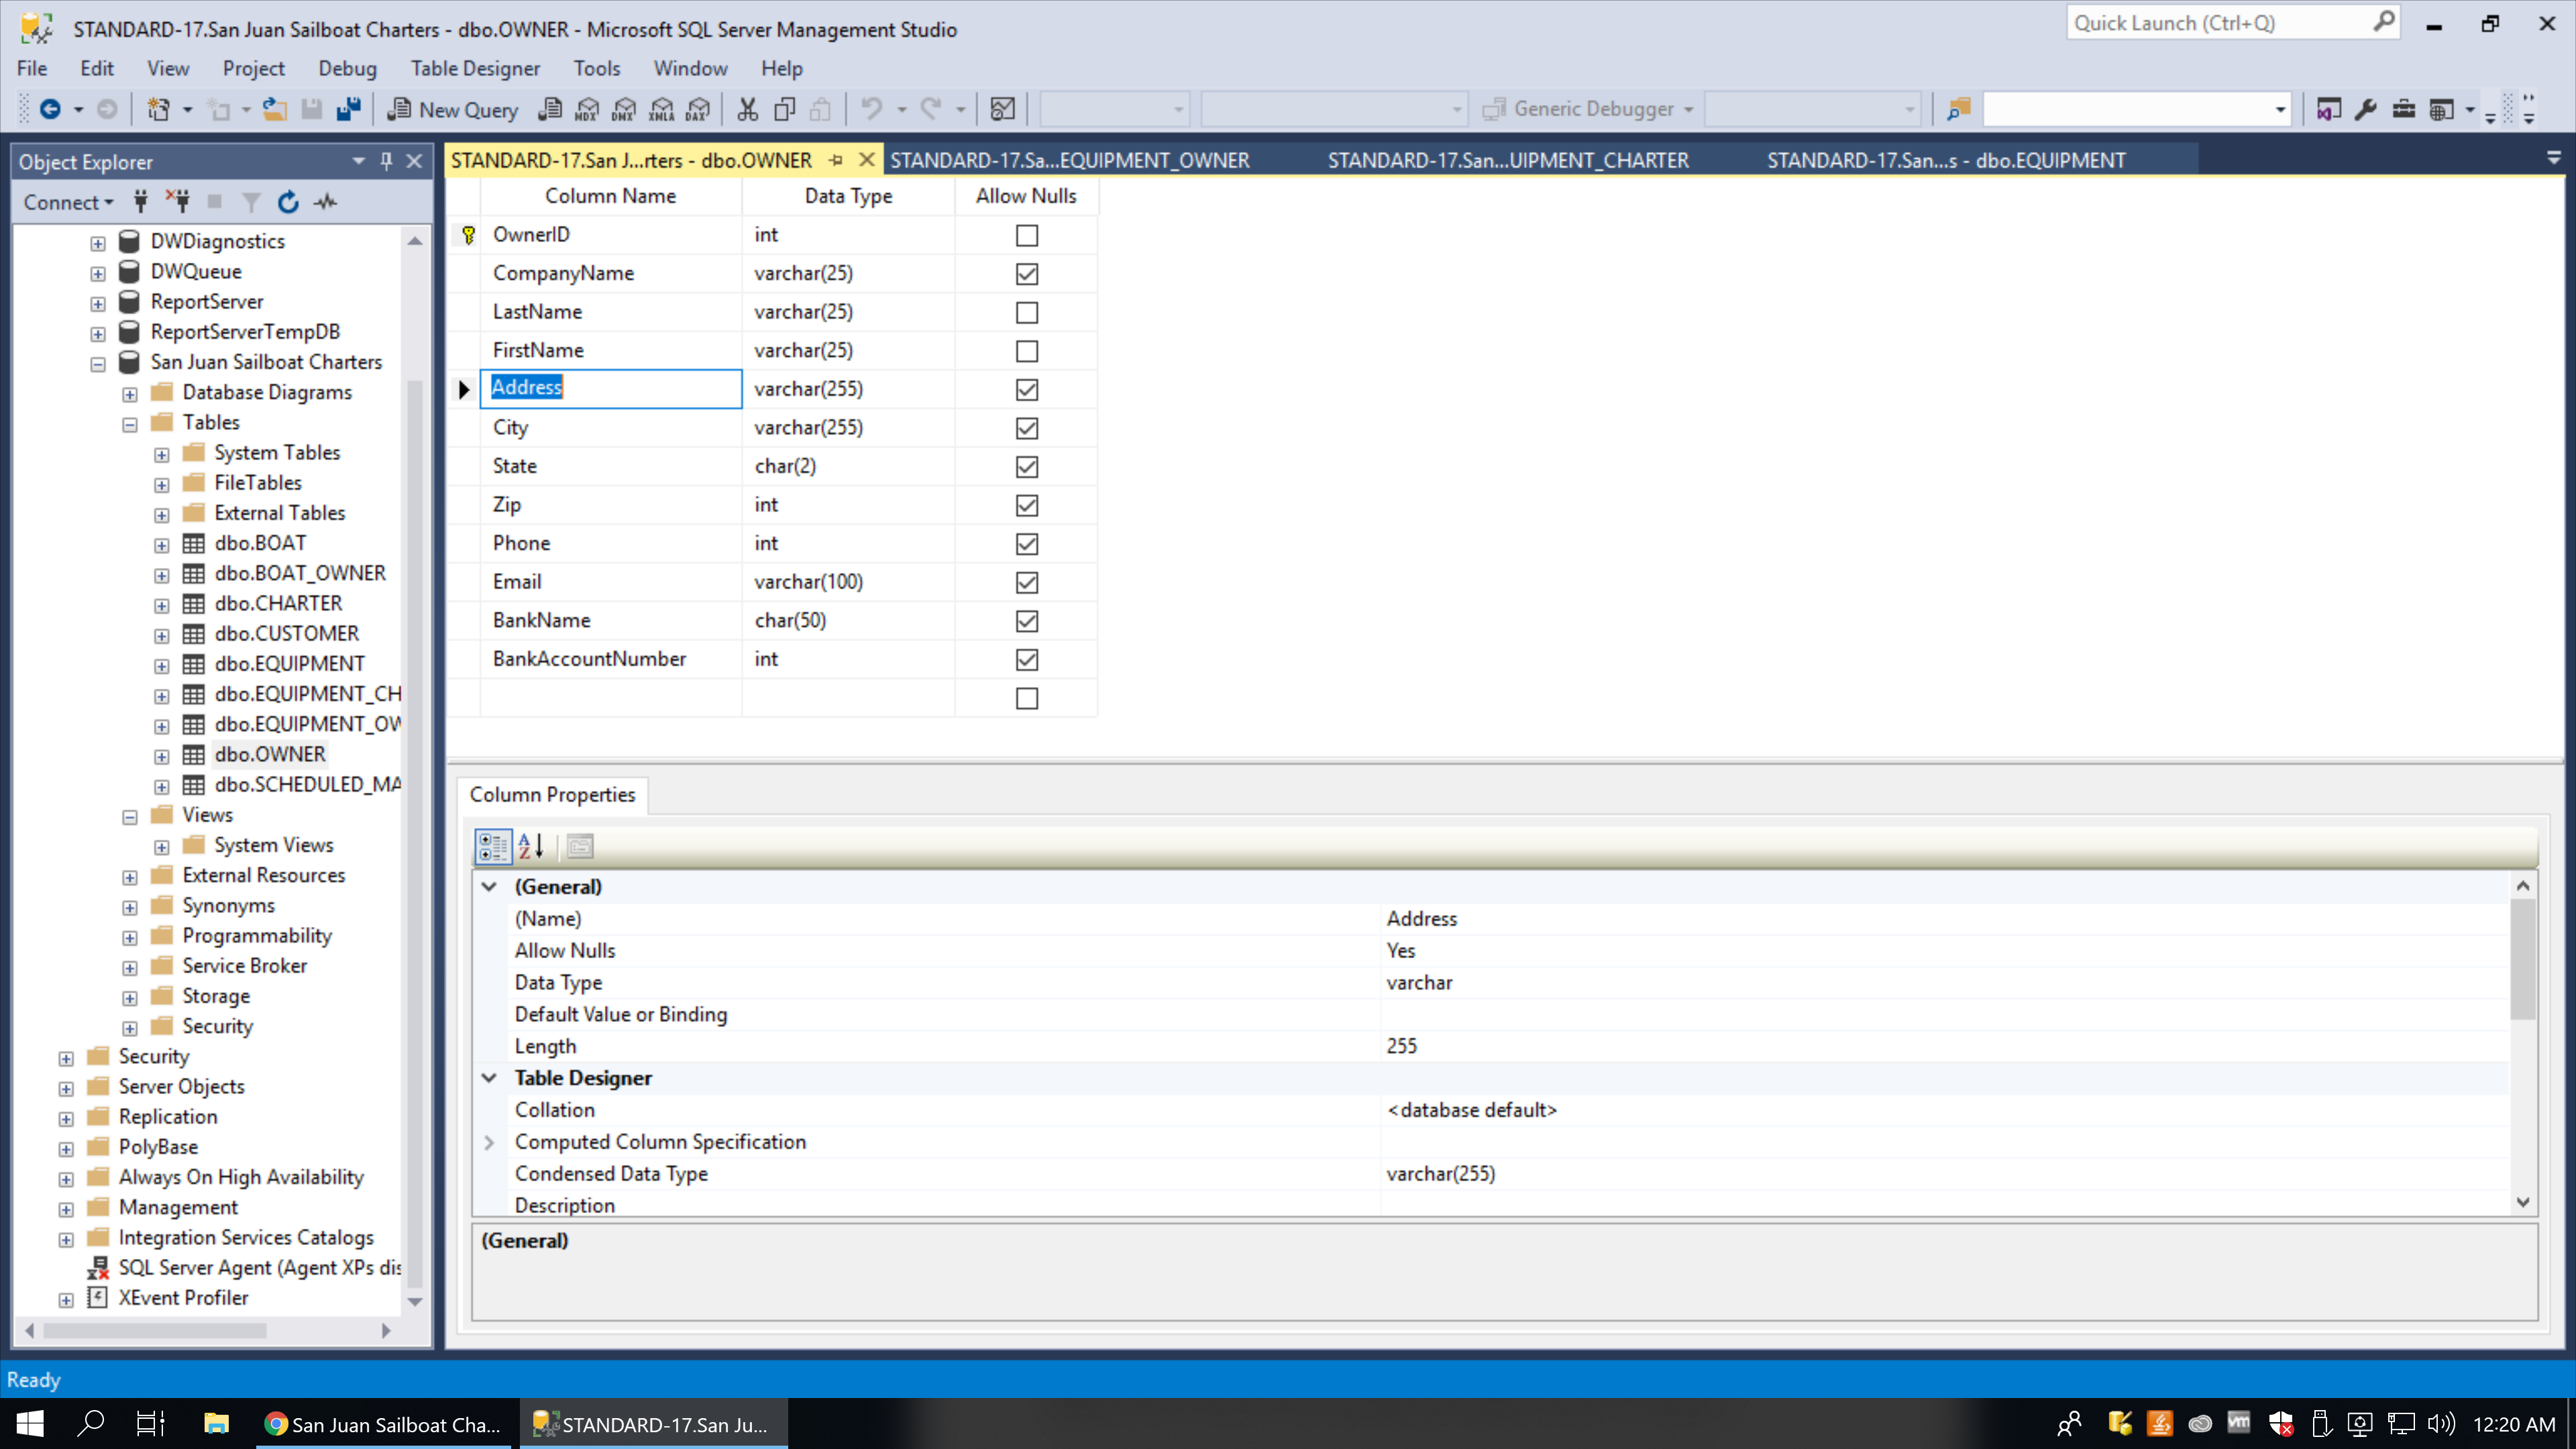 STANDARD-17.San Juan Sailboat Charters - dbo.OWNER - Microsoft SQL Server Management Studio
Quick Launch (Ctrl+Q)
File Edit View Project Debug Table Designer Tools Window Help
New Query MDX DMX XMLA DAX Generic Debugger
Object Explorer
Connect
DWDiagnostics
DWQueue
ReportServer
ReportServerTempDB
San Juan Sailboat Charters
Database Diagrams
Tables
System Tables
FileTables
External Tables
dbo.BOAT
dbo.BOAT_OWNER
dbo.CHARTER
dbo.CUSTOMER
dbo.EQUIPMENT
dbo.EQUIPMENT_CH
dbo.EQUIPMENT_OW
dbo.OWNER
dbo.SCHEDULED_MA
Views
System Views
External Resources
Synonyms
Programmability
Service Broker
Storage
Security
Security
Server Objects
Replication
PolyBase
Always On High Availability
Management
Integration Services Catalogs
SQL Server Agent (Agent XPs dis
XEvent Profiler
STANDARD-17.San J...rters - dbo.OWNER STANDARD-17.Sa...EQUIPMENT_OWNER STANDARD-17.San...UIPMENT_CHARTER STANDARD-17.San...s - dbo.EQUIPMENT
Column Name Data Type Allow Nulls
OwnerID int
CompanyName varchar(25)
LastName varchar(25)
FirstName varchar(25)
Address varchar(255)
City varchar(255)
State char(2)
Zip int
Phone int
Email varchar(100)
BankName char(50)
BankAccountNumber int
Column Properties
(General)
(Name) Address
Allow Nulls Yes
Data Type varchar
Default Value or Binding
Length 255
Table Designer
Collation <database default>
Computed Column Specification
Condensed Data Type varchar(255)
Description
(General)
Ready
San Juan Sailboat Cha... STANDARD-17.San Ju... vm 12:20 AM